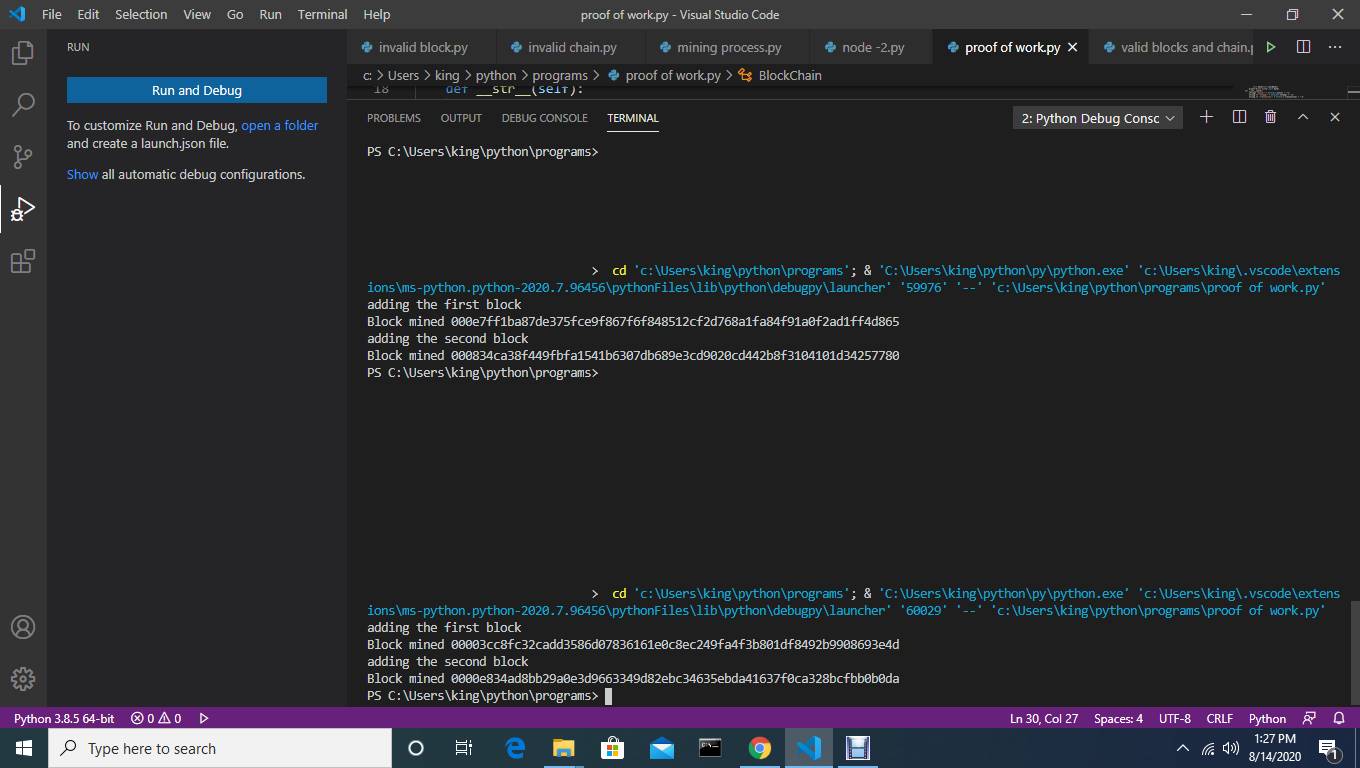 File Edit Selection View Go Run Terminal Help
proof of work.py - Visual Studio Code
RUN
Run and Debug
To customize Run and Debug, open a folder
and create a launch.json file.
Show all automatic debug configurations.
invalid block.py
invalid chain.py
mining process.py
node -2.py
proof of work.py
valid blocks and chain.p
c: > Users > king > python > programs > proof of work.py > BlockChain
18 def __str__(self):
PROBLEMS OUTPUT DEBUG CONSOLE TERMINAL
2: Python Debug Consc
PS C:\Users\king\python\programs>
> cd 'c:\Users\king\python\programs'; & 'C:\Users\king\python\py\python.exe' 'c:\Users\king\.vscode\extens
ions\ms-python.python-2020.7.96456\pythonFiles\lib\python\debugpy\launcher' '59976' '--' 'c:\Users\king\python\programs\proof of work.py'
adding the first block
Block mined 000e7ff1ba87de375fce9f867f6f848512cf2d768a1fa84f91a0f2ad1ff4d865
adding the second block
Block mined 000834ca38f449fbfa1541b6307db689e3cd9020cd442b8f3104101d34257780
PS C:\Users\king\python\programs>
> cd 'c:\Users\king\python\programs'; & 'C:\Users\king\python\py\python.exe' 'c:\Users\king\.vscode\extens
ions\ms-python.python-2020.7.96456\pythonFiles\lib\python\debugpy\launcher' '60029' '--' 'c:\Users\king\python\programs\proof of work.py'
adding the first block
Block mined 00003cc8fc32cadd3586d07836161e0c8ec249fa4f3b801df8492b9908693e4d
adding the second block
Block mined 0000e834ad8bb29a0e3d9663349d82ebc34635ebda41637f0ca328bcfbb0b0da
PS C:\Users\king\python\programs>
Python 3.8.5 64-bit 0 0
Ln 30, Col 27 Spaces: 4 UTF-8 CRLF Python
Type here to search
1:27 PM
8/14/2020
1